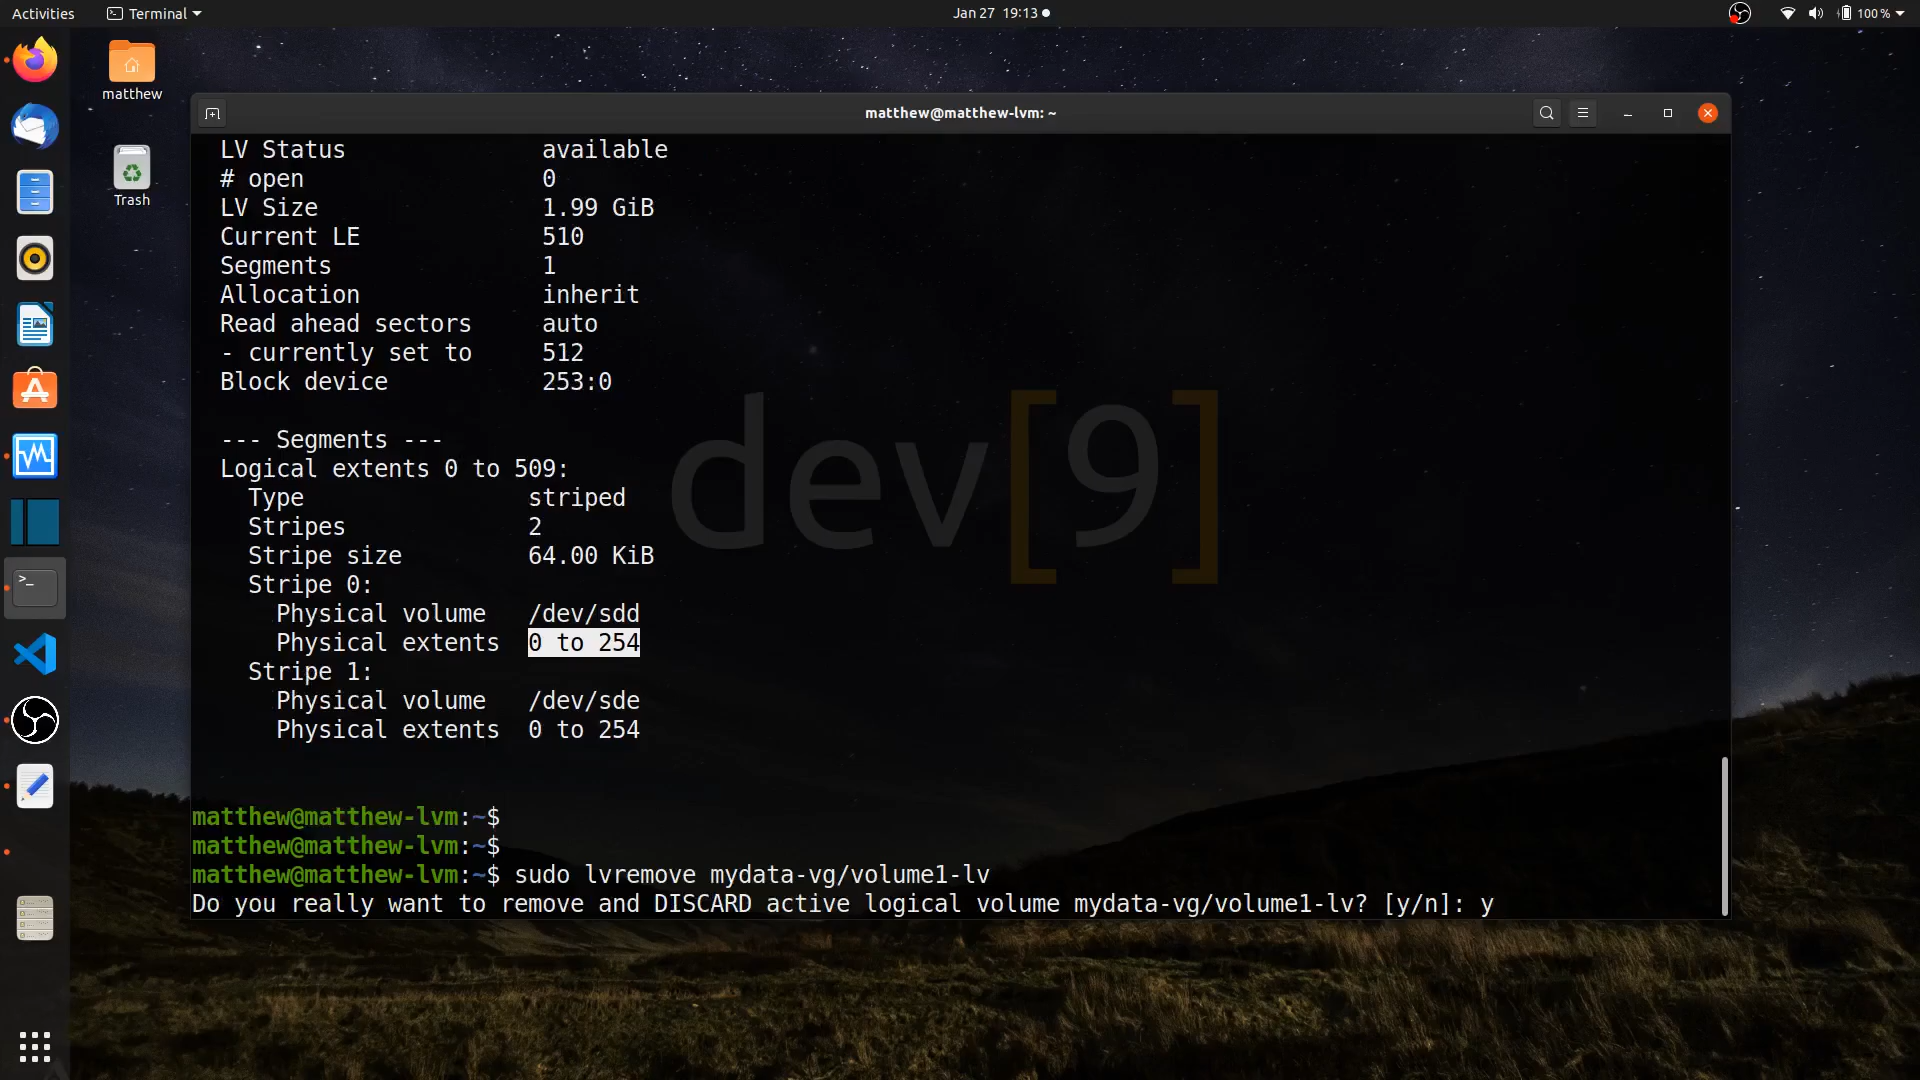 Activities
Terminal
Jan 27 19:13
100 %
matthew
Trash
matthew@matthew-lvm: ~
LV Status available
# open 0
LV Size 1.99 GiB
Current LE 510
Segments 1
Allocation inherit
Read ahead sectors auto
- currently set to 512
Block device 253:0
--- Segments ---
Logical extents 0 to 509:
Type striped
Stripes 2
Stripe size 64.00 KiB
Stripe 0:
Physical volume /dev/sdd
Physical extents 0 to 254
Stripe 1:
Physical volume /dev/sde
Physical extents 0 to 254
matthew@matthew-lvm:~$
matthew@matthew-lvm:~$
matthew@matthew-lvm:~$ sudo lvremove mydata-vg/volume1-lv
Do you really want to remove and DISCARD active logical volume mydata-vg/volume1-lv? [y/n]: y
dev[9]